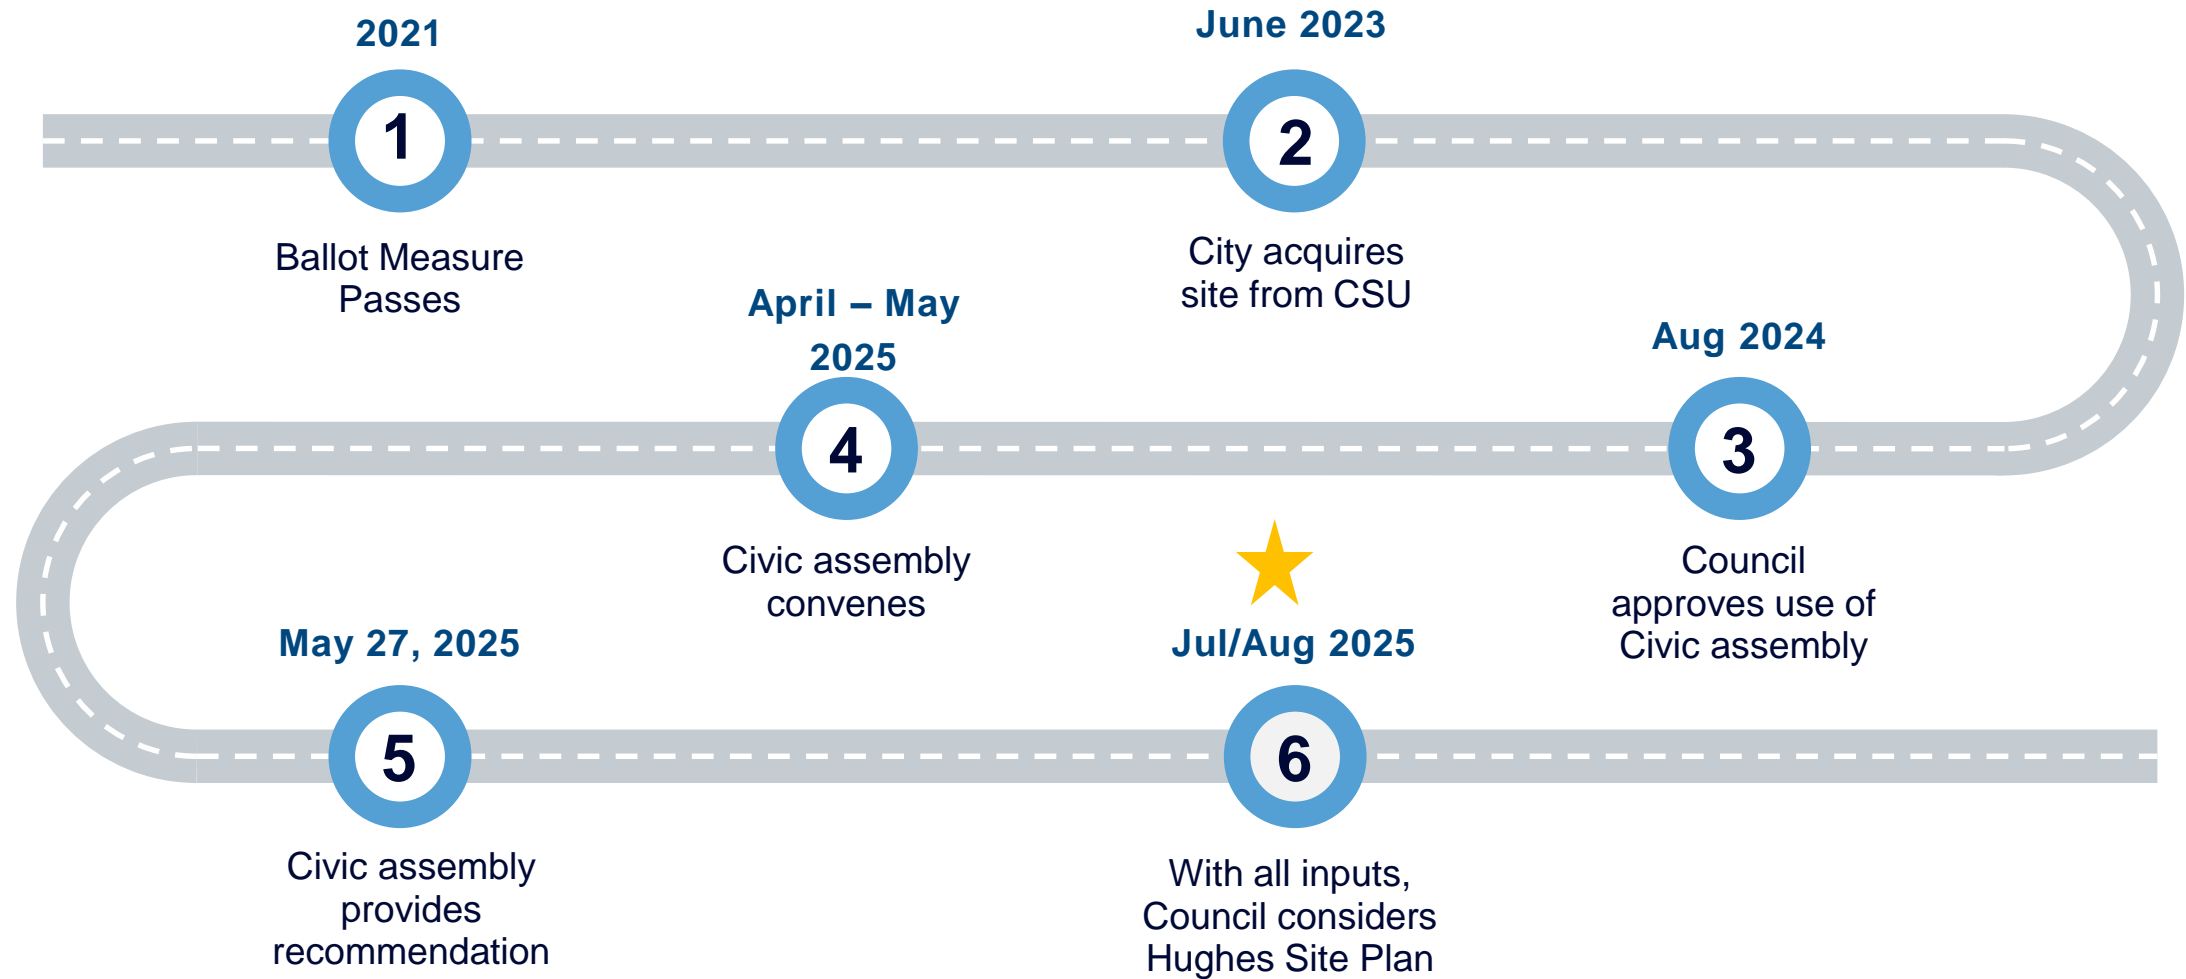 2021
1
Ballot Measure
Passes
June 2023
2
City acquires
site from CSU
Aug 2024
3
Council
approves use of
Civic assembly
April – May
2025
4
Civic assembly
convenes
May 27, 2025
5
Civic assembly
provides
recommendation
Jul/Aug 2025
6
With all inputs,
Council considers
Hughes Site Plan